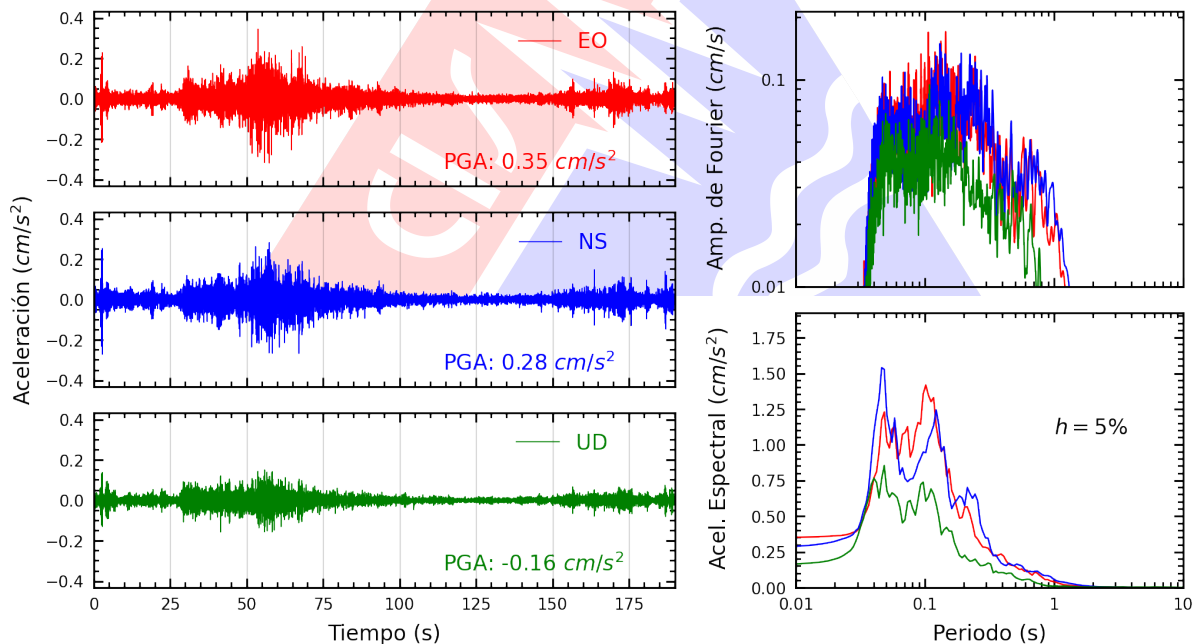 Aceleración (cm/s²)
0.4
0.2
0.0
−0.2
−0.4
EO
PGA: 0.35 cm/s²
0.4
0.2
0.0
−0.2
−0.4
NS
PGA: 0.28 cm/s²
0.4
0.2
0.0
−0.2
−0.4
UD
PGA: -0.16 cm/s²
0 25 50 75 100 125 150 175
Tiempo (s)
Amp. de Fourier (cm/s)
0.1
0.01
Acel. Espectral (cm/s²)
1.75
1.50
1.25
1.00
0.75
0.50
0.25
0.00
h = 5%
0.01 0.1 1 10
Periodo (s)